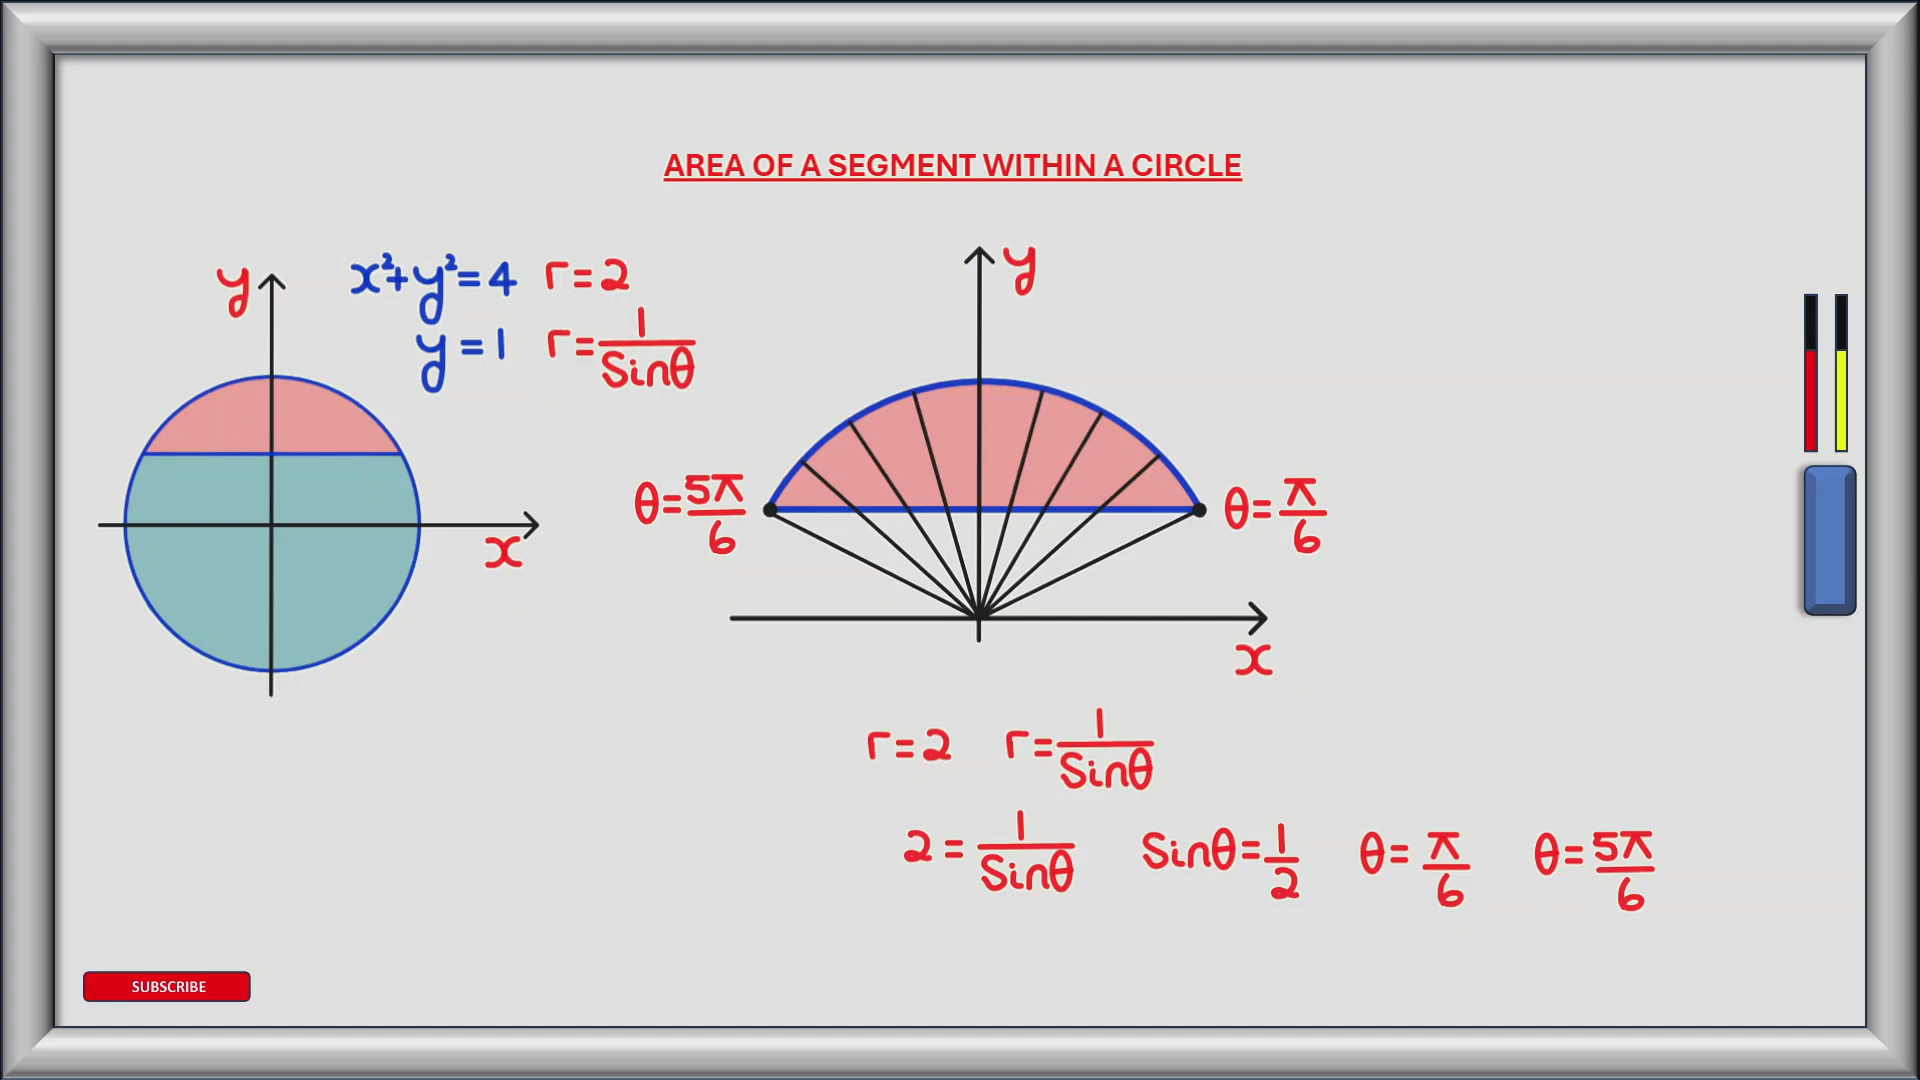 AREA OF A SEGMENT WITHIN A CIRCLE
y
x²+y²=4 r=2
y=1 r=1/Sinθ
x
y
θ=5π/6
θ=π/6
x
r=2 r=1/Sinθ
2=1/Sinθ Sinθ=1/2 θ=π/6 θ=5π/6
SUBSCRIBE